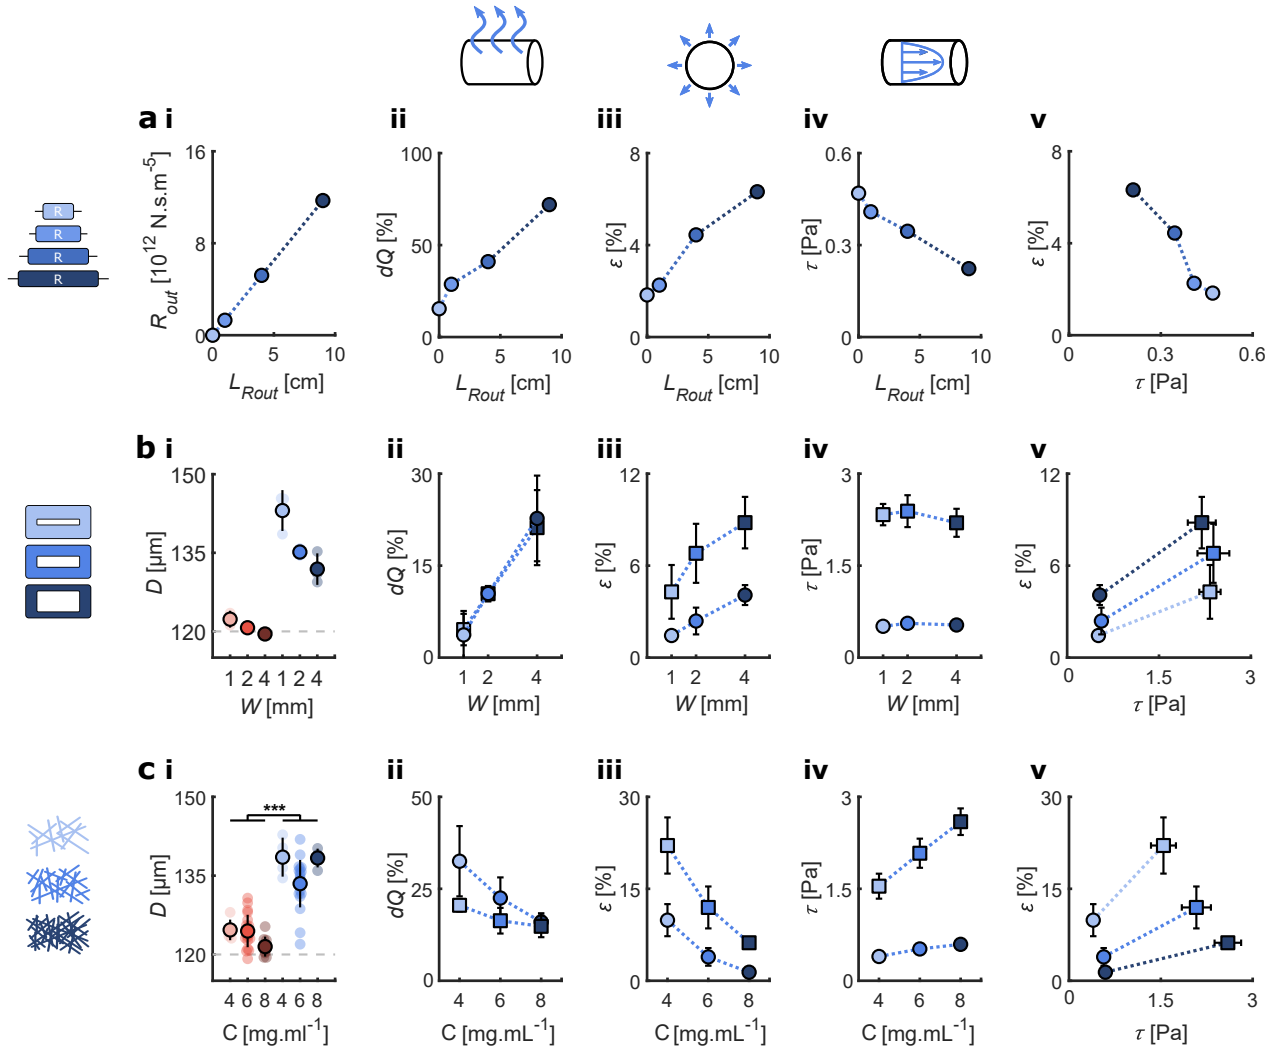 a i
ii
iii
iv
v
R
R
R
R
R_out [10^12 N.s.m^-5]
16
8
0
0 5 10
L_Rout [cm]
dQ [%]
100
50
0
0 5 10
L_Rout [cm]
ε [%]
8
4
0
0 5 10
L_Rout [cm]
τ [Pa]
0.6
0.3
0
0 5 10
L_Rout [cm]
ε [%]
8
4
0
0 0.3 0.6
τ [Pa]
b i
ii
iii
iv
v
D [µm]
150
135
120
1 2 4 1 2 4
W [mm]
dQ [%]
30
15
0
1 2 4
W [mm]
ε [%]
12
6
0
1 2 4
W [mm]
τ [Pa]
3
1.5
0
1 2 4
W [mm]
ε [%]
12
6
0
0 1.5 3
τ [Pa]
c i
ii
iii
iv
v
D [µm]
150
135
120
***
4 6 8 4 6 8
C [mg.ml^-1]
dQ [%]
50
25
0
4 6 8
C [mg.mL^-1]
ε [%]
30
15
0
4 6 8
C [mg.mL^-1]
τ [Pa]
3
1.5
0
4 6 8
C [mg.mL^-1]
ε [%]
30
15
0
0 1.5 3
τ [Pa]